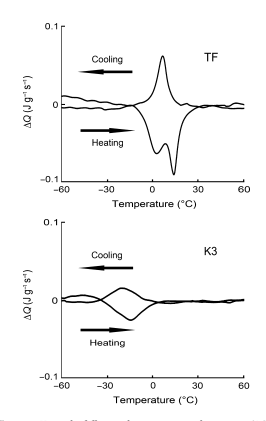 0.1
TF
Cooling
ΔQ (J g⁻¹ s⁻¹)
0
Heating
−0.1
−60 −30 0 30 60
Temperature (°C)
0.1
K3
Cooling
ΔQ (J g⁻¹ s⁻¹)
0
Heating
−0.1
−60 −30 0 30 60
Temperature (°C)